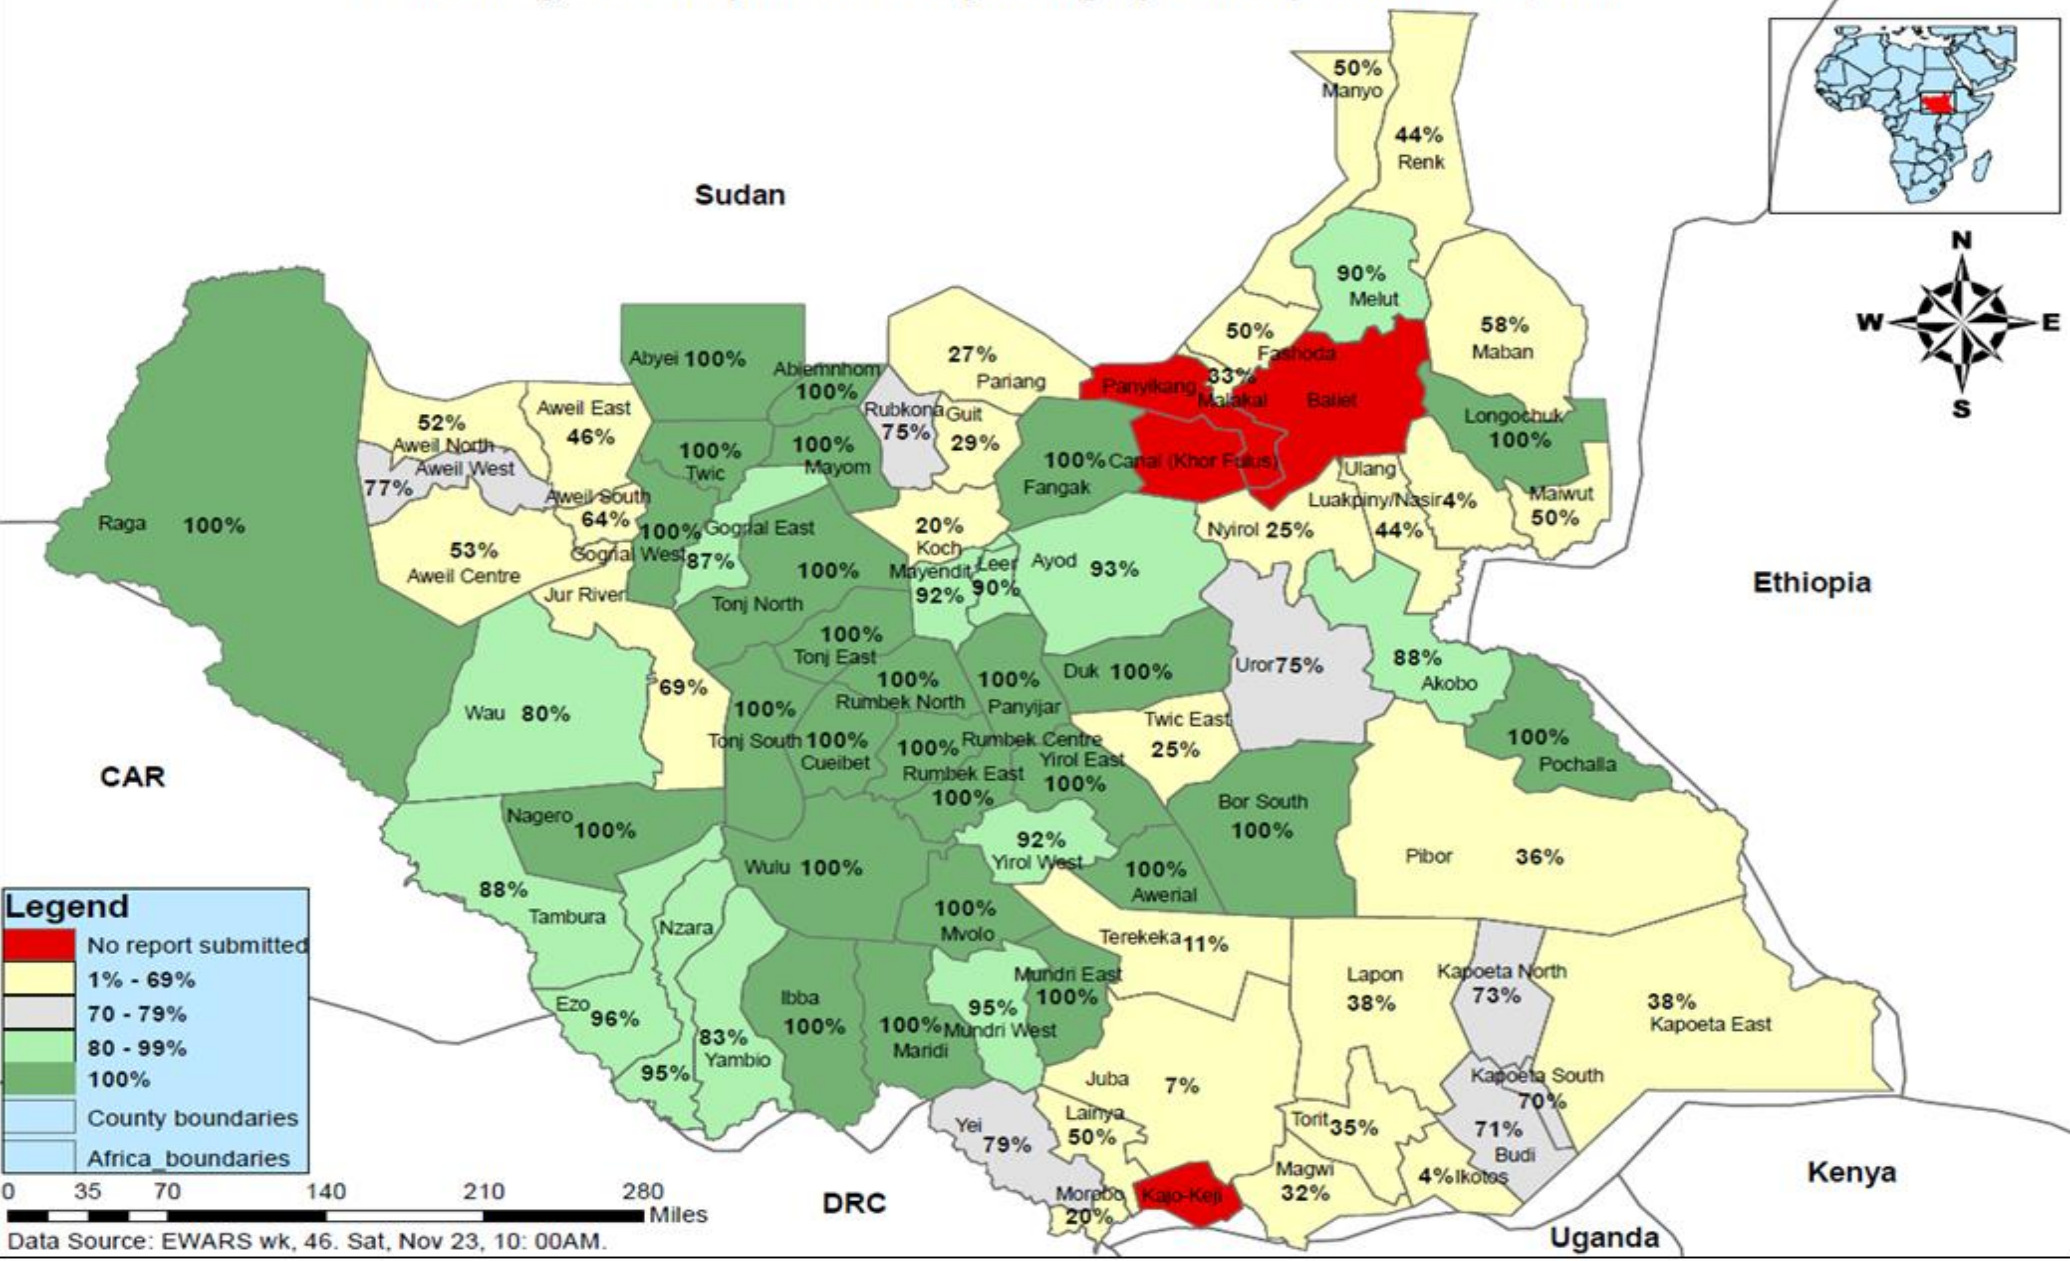 50%
Manyo
44%
Renk
Sudan
N
W
E
S
90%
Melut
58%
Maban
50%
Fashoda
27%
Pariang
Abyei 100%
Abiemnhom
100%
33%
Panyikang
Malakal
Baliet
Rubkona
75%
Guit
29%
Aweil East
46%
52%
Aweil North
Longochuk
100%
100%
Twic
100%
Mayom
100%
Fangak
Canal (Khor Fulus)
Ulang
Aweil West
77%
Luakpiny/Nasir 4%
44%
Maiwut
50%
Aweil South
64%
Raga 100%
100%
Gogrial West
Gogrial East
87%
20%
Koch
Nyirol 25%
53%
Aweil Centre
Jur River
100%
Tonj North
Mayendit
92%
Leer
90%
Ayod 93%
Ethiopia
100%
Tonj East
Duk 100%
Uror 75%
88%
Akobo
69%
Wau 80%
100%
Rumbek North
100%
Panyijar
100%
Tonj South
100%
Cueibet
100%
Rumbek Centre
Twic East
25%
100%
Pochalla
CAR
Rumbek East
100%
Yirol East
100%
Nagero
100%
Bor South
100%
92%
Yirol West
Wulu 100%
100%
Awerial
Pibor 36%
88%
Tambura
Nzara
100%
Mvolo
Terekeka 11%
Mundri East
100%
Lapon
38%
Kapoeta North
73%
38%
Kapoeta East
Ezo
96%
Ibba
100%
95%
Mundri West
100%
Maridi
83%
Yambio
95%
Juba 7%
Kapoeta South
70%
Lainya
50%
Torit 35%
71%
Budi
Yei
79%
Magwi
32%
4% Ikotos
Morobo
20%
Kajo-Keji
DRC
Kenya
Uganda
Legend
No report submitted
1% - 69%
70 - 79%
80 - 99%
100%
County boundaries
Africa_boundaries
0 35 70 140 210 280
Miles
Data Source: EWARS wk, 46. Sat, Nov 23, 10: 00AM.